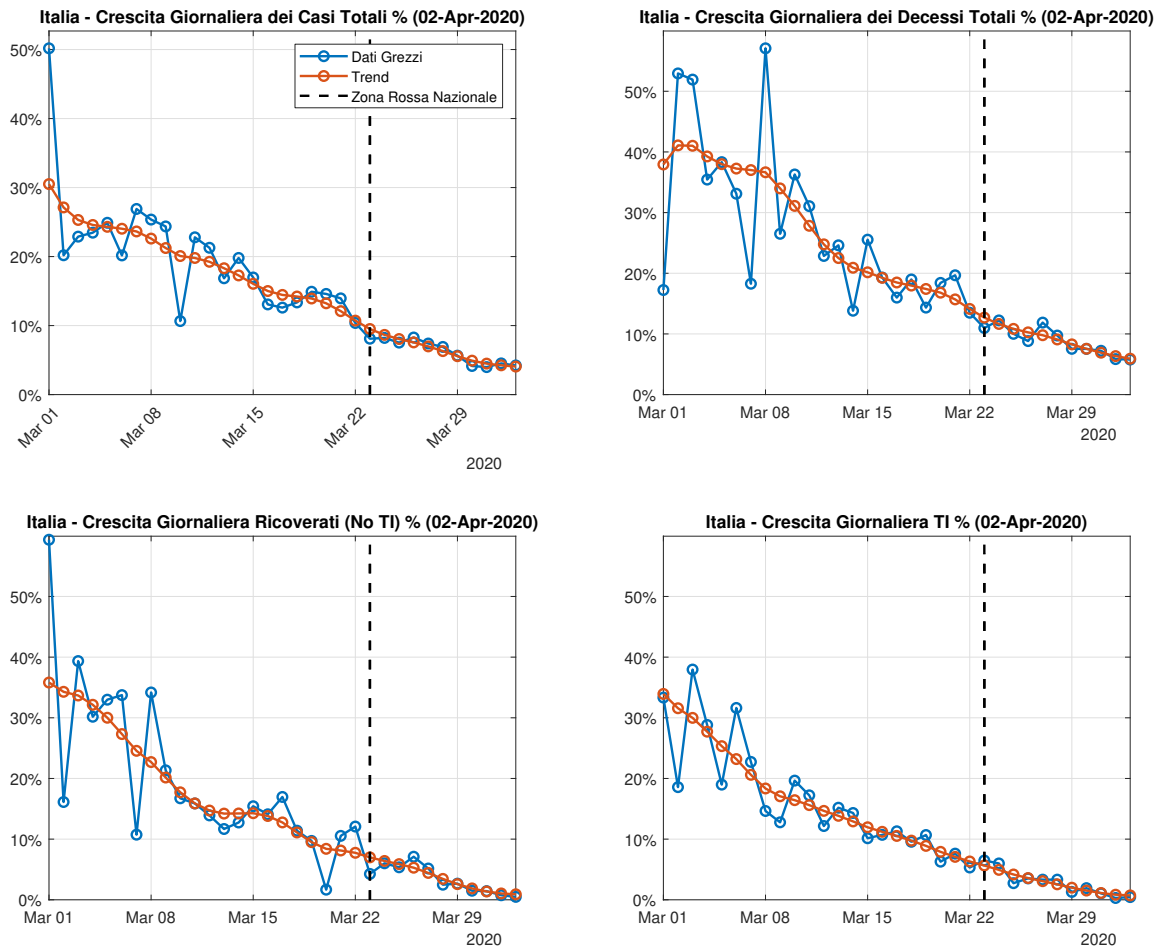 Italia - Crescita Giornaliera dei Casi Totali % (02-Apr-2020)
50%
40%
30%
20%
10%
0%
Dati Grezzi
Trend
Zona Rossa Nazionale
Mar 01
Mar 08
Mar 15
Mar 22
Mar 29
2020
Italia - Crescita Giornaliera dei Decessi Totali % (02-Apr-2020)
50%
40%
30%
20%
10%
0%
Mar 01
Mar 08
Mar 15
Mar 22
Mar 29
2020
Italia - Crescita Giornaliera Ricoverati (No TI) % (02-Apr-2020)
50%
40%
30%
20%
10%
0%
Mar 01
Mar 08
Mar 15
Mar 22
Mar 29
2020
Italia - Crescita Giornaliera TI % (02-Apr-2020)
50%
40%
30%
20%
10%
0%
Mar 01
Mar 08
Mar 15
Mar 22
Mar 29
2020